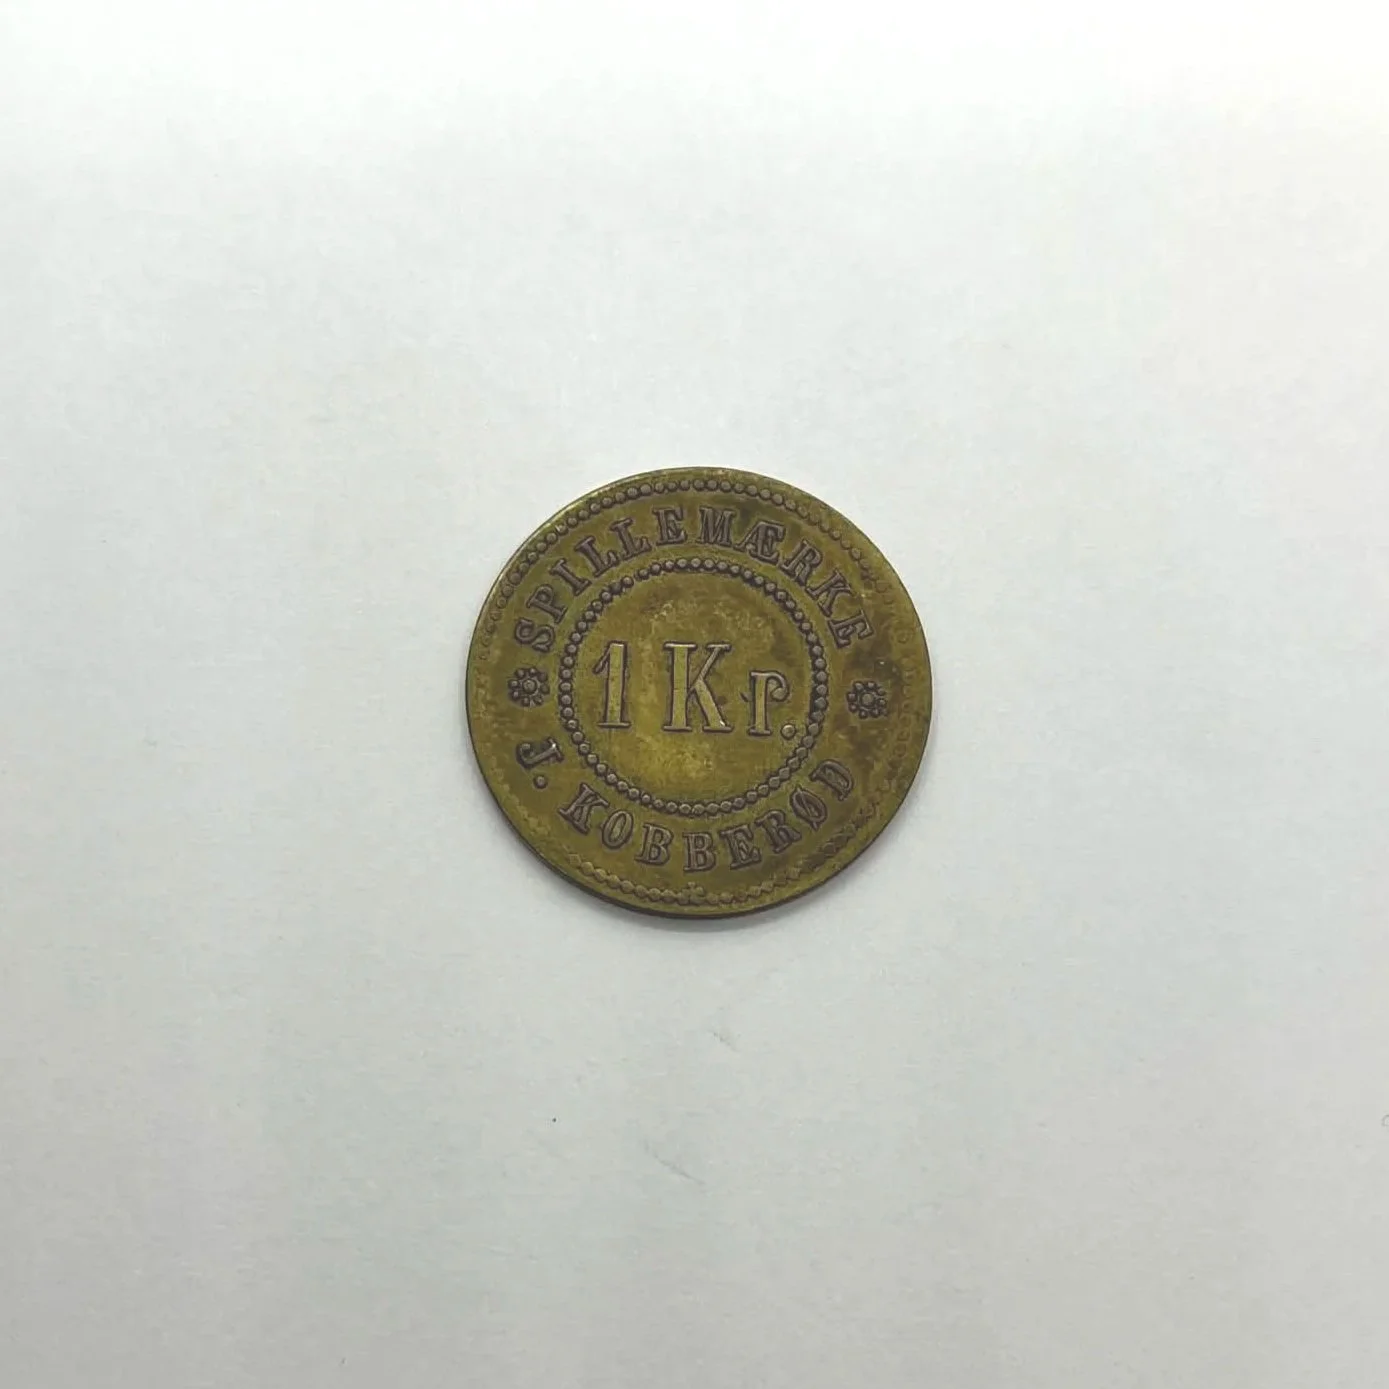 SPILLEMÆRKE
1 Kr.
J. KOBBERØD